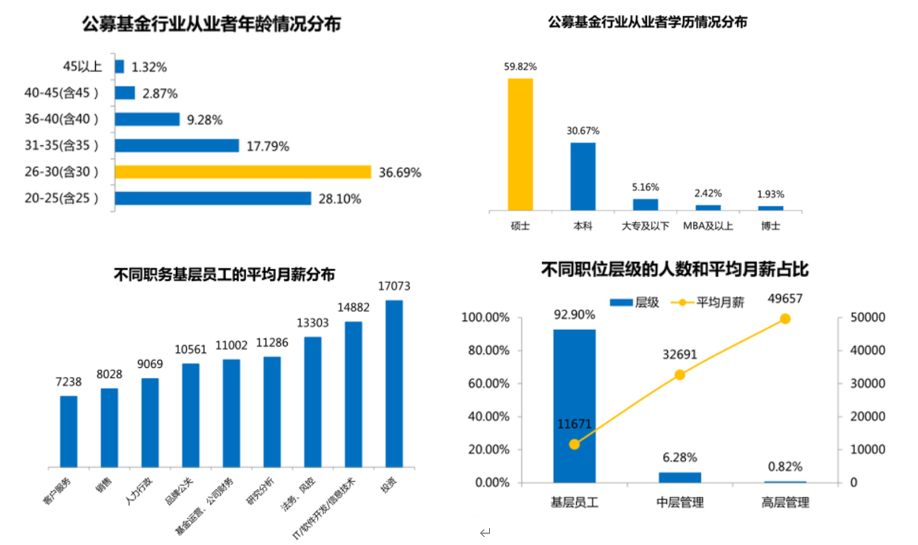 公募基金行业从业者年龄情况分布
45以上 1.32%
40-45(含45） 2.87%
36-40(含40） 9.28%
31-35(含35） 17.79%
26-30(含30） 36.69%
20-25(含25） 28.10%
公募基金行业从业者学历情况分布
59.82%
30.67%
5.16%
2.42%
1.93%
硕士 本科 大专及以下 MBA及以上 博士
不同职务基层员工的平均月薪分布
7238 8028 9069 10561 11002 11286 13303 14882 17073
客户服务
销售
人力行政
品牌公关
基金运营、公司财务
研究分析
法务、风控
IT/软件开发/信息技术
投资
不同职位层级的人数和平均月薪占比
层级 平均月薪
100.00%
80.00%
60.00%
40.00%
20.00%
0.00%
92.90%
6.28%
0.82%
11671
32691
49657
50000
40000
30000
20000
10000
0
基层员工 中层管理 高层管理